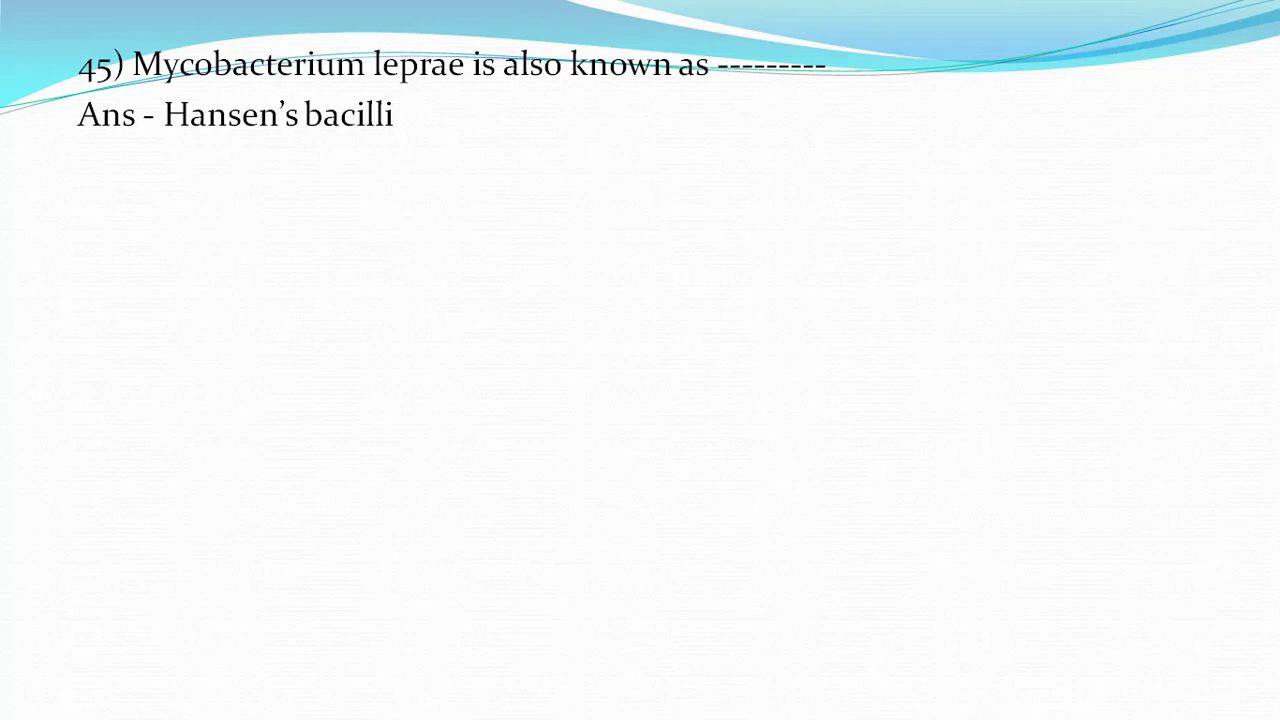 45) Mycobacterium leprae is also known as ---------
Ans - Hansen’s bacilli